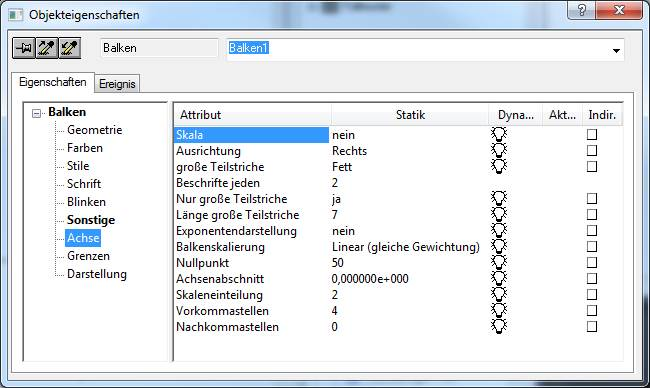 Objekteigenschaften
Balken Balken1
Eigenschaften Ereignis
Balken
Geometrie
Farben
Stile
Schrift
Blinken
Sonstige
Achse
Grenzen
Darstellung
Attribut Statik Dyna... Akt... Indir.
Skala nein
Ausrichtung Rechts
große Teilstriche Fett
Beschrifte jeden 2
Nur große Teilstriche ja
Länge große Teilstriche 7
Exponentendarstellung nein
Balkenskalierung Linear (gleiche Gewichtung)
Nullpunkt 50
Achsenabschnitt 0,000000e+000
Skaleneinteilung 2
Vorkommastellen 4
Nachkommastellen 0